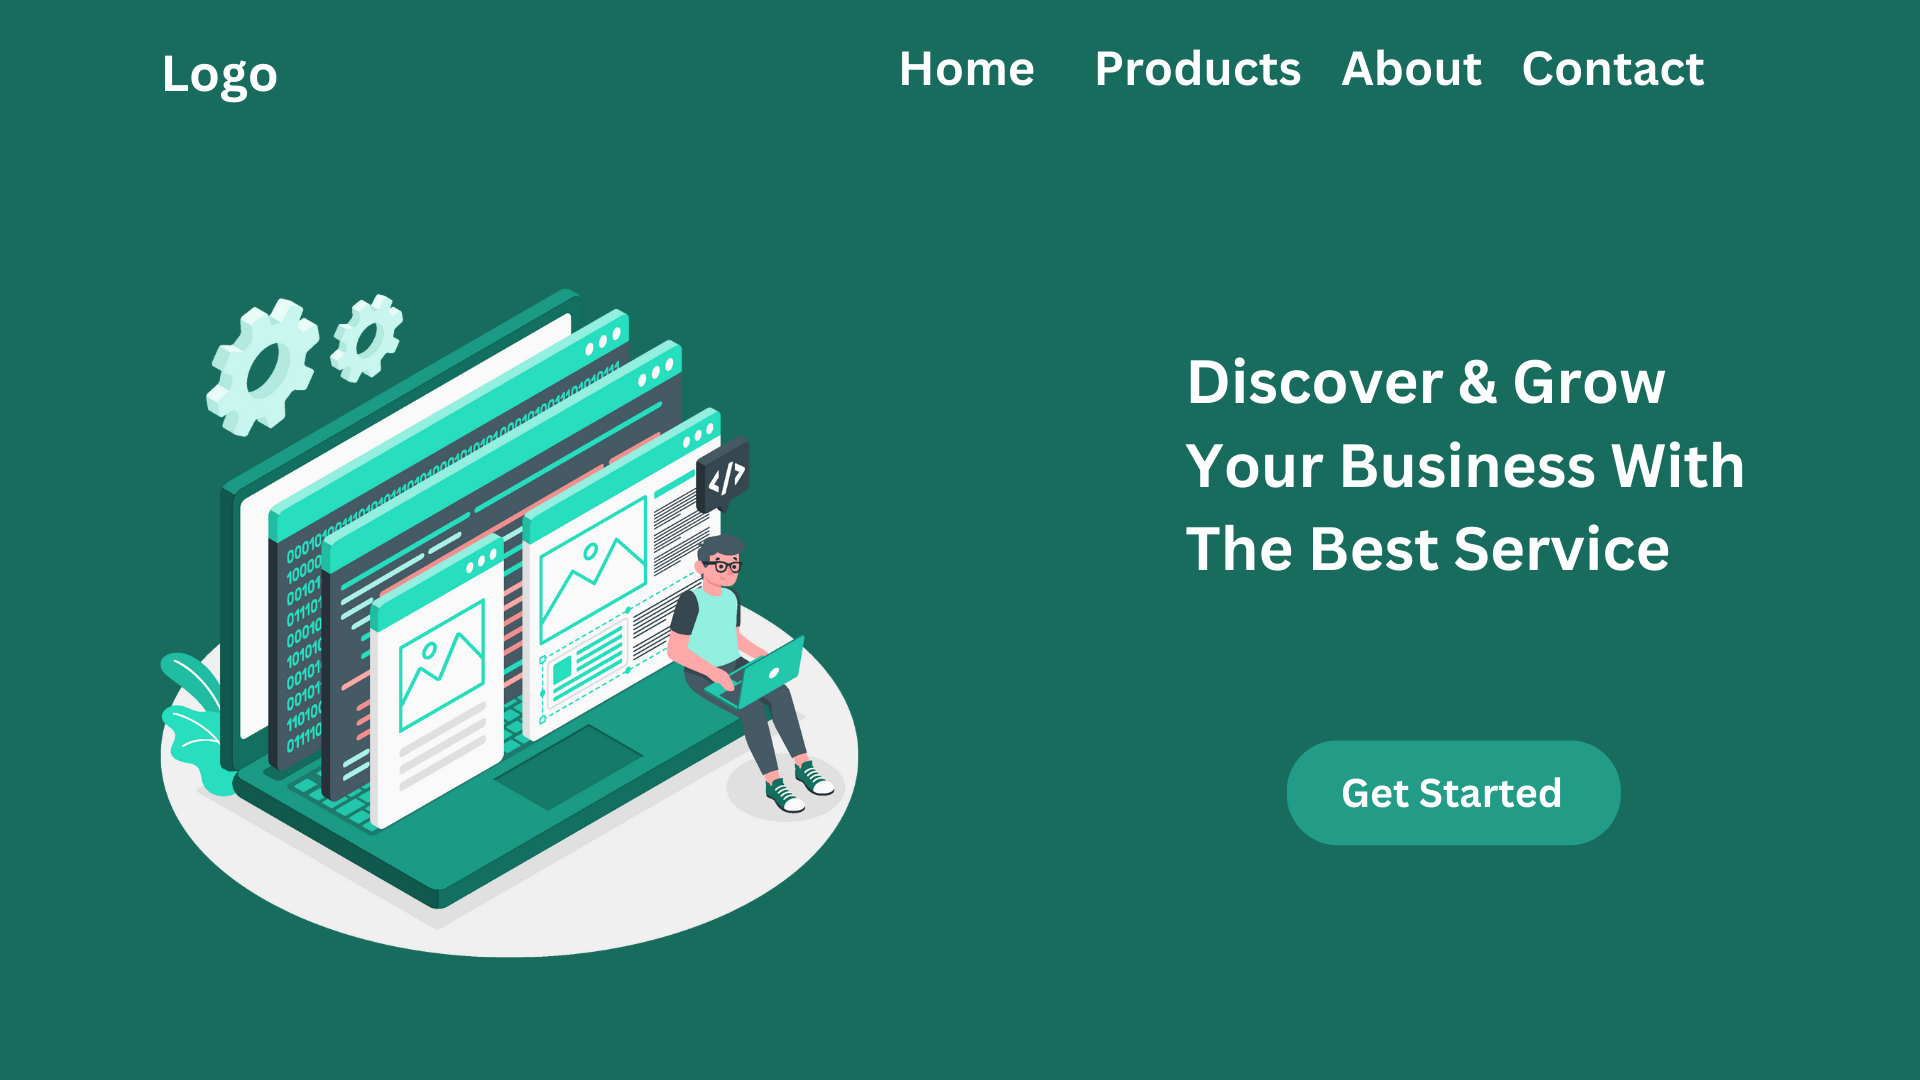 Logo
Home Products About Contact
Discover & Grow
Your Business With
The Best Service
Get Started
</>